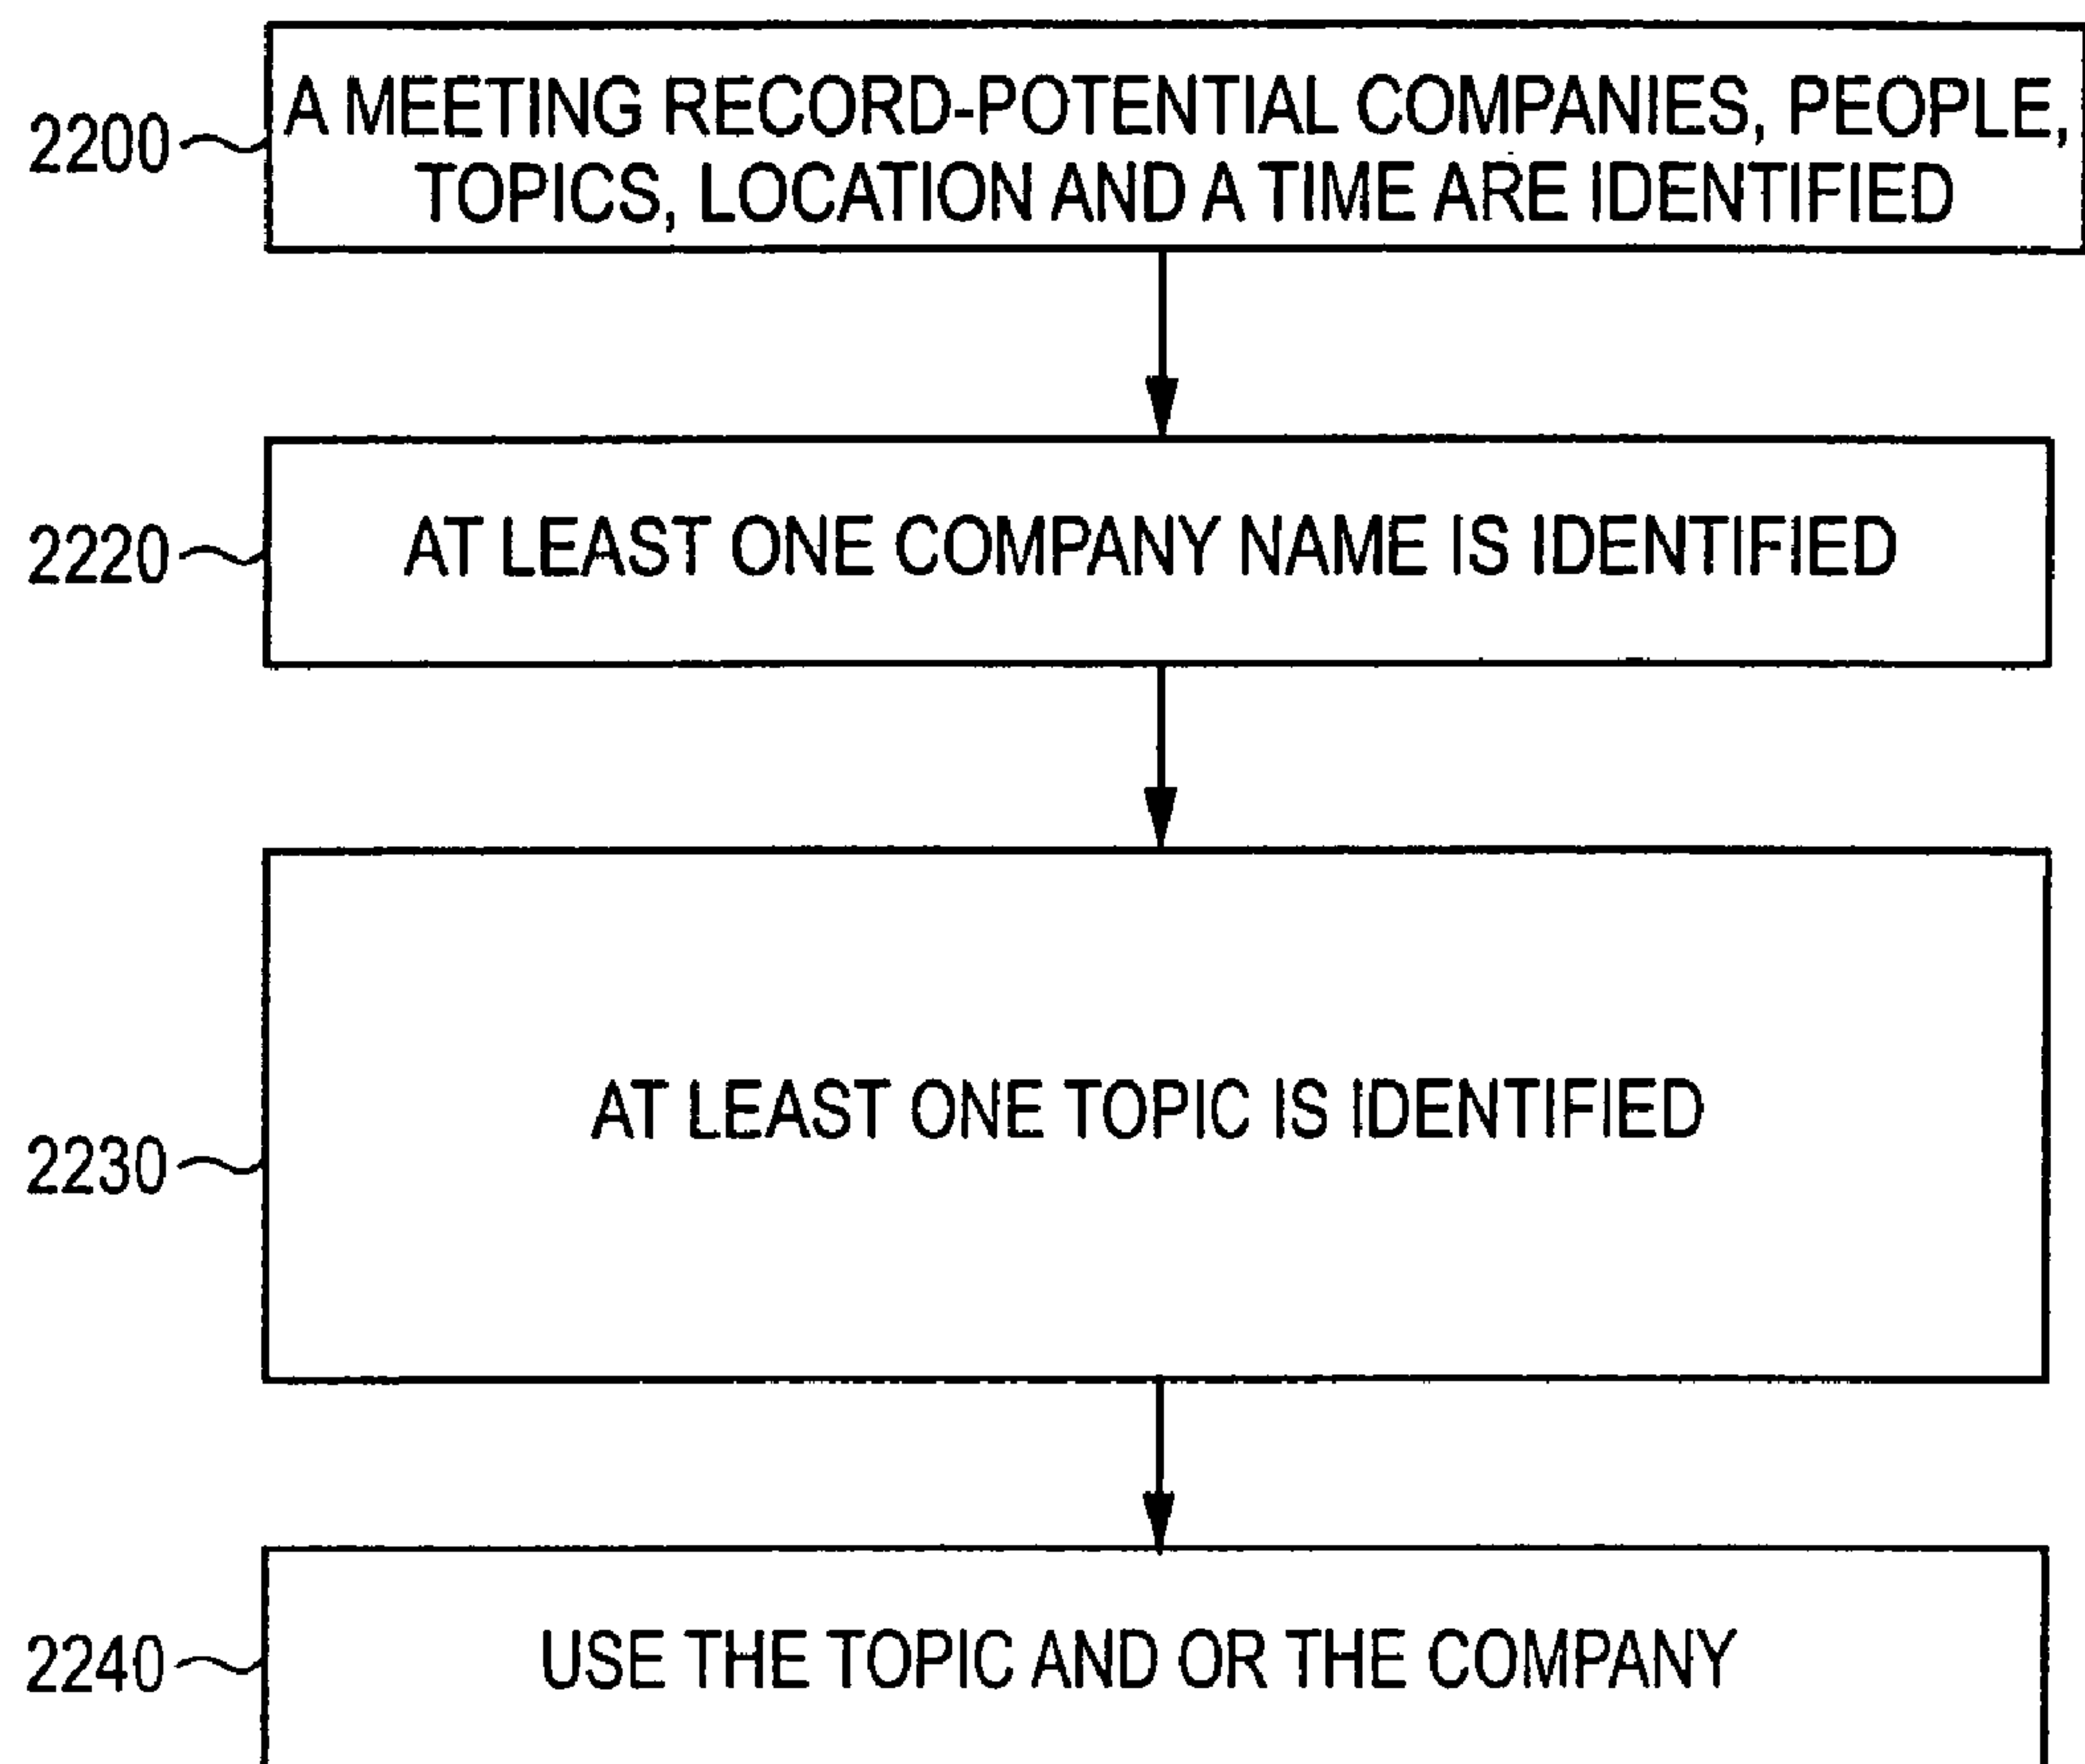 2200
A MEETING RECORD-POTENTIAL COMPANIES, PEOPLE,
TOPICS, LOCATION AND A TIME ARE IDENTIFIED
2220
AT LEAST ONE COMPANY NAME IS IDENTIFIED
2230
AT LEAST ONE TOPIC IS IDENTIFIED
2240
USE THE TOPIC AND OR THE COMPANY